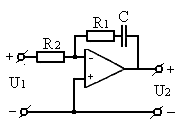 R1 C
+ R2 - +
U1 + U2
- -